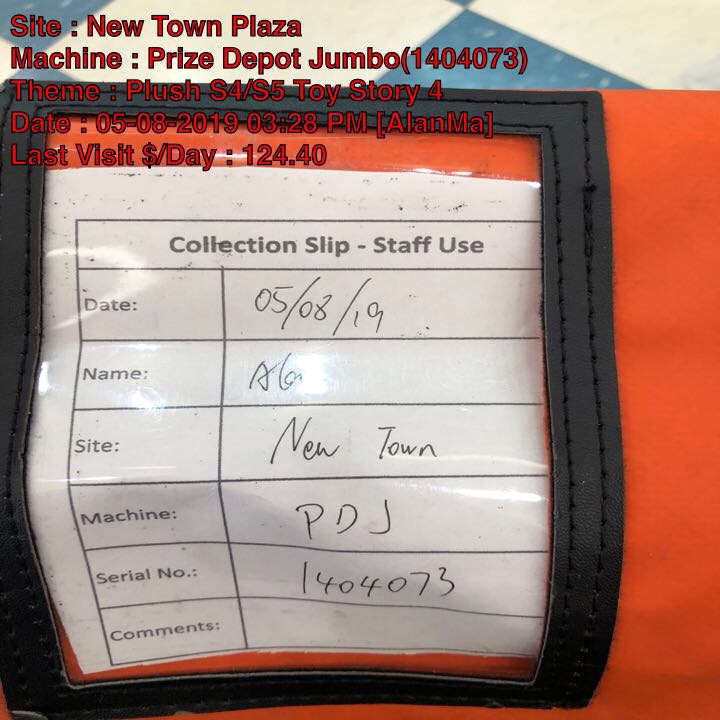 Site : New Town Plaza
Machine : Prize Depot Jumbo(1404073)
Theme : Plush S4/S5 Toy Story 4
Date : 05-08-2019 03:28 PM [AlanMa]
Last Visit $/Day : 124.40
Collection Slip - Staff Use
Date: 05/08/19
Name:
Site: New Town
Machine: PDJ
Serial No.: 1404073
Comments: